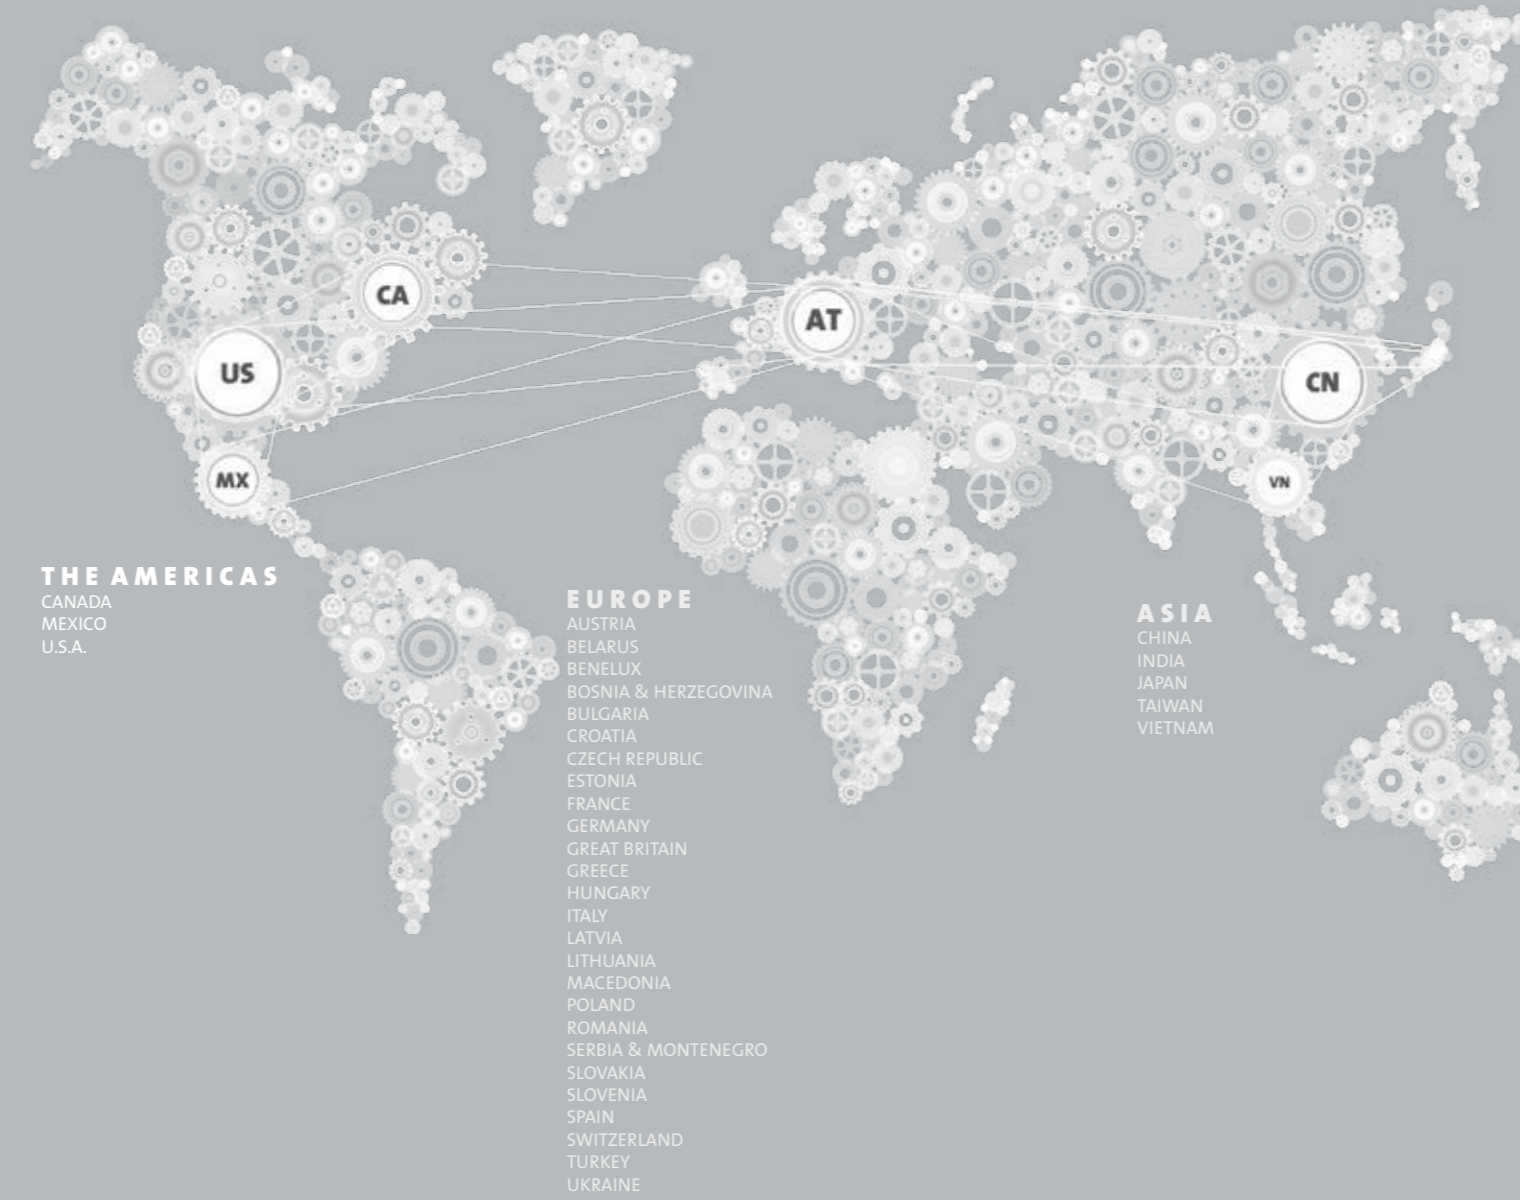 CA
AT
US
CN
MX
VN
THE AMERICAS
CANADA
MEXICO
U.S.A.
EUROPE
AUSTRIA
BELARUS
BENELUX
BOSNIA & HERZEGOVINA
BULGARIA
CROATIA
CZECH REPUBLIC
ESTONIA
FRANCE
GERMANY
GREAT BRITAIN
GREECE
HUNGARY
ITALY
LATVIA
LITHUANIA
MACEDONIA
POLAND
ROMANIA
SERBIA & MONTENEGRO
SLOVAKIA
SLOVENIA
SPAIN
SWITZERLAND
TURKEY
UKRAINE
ASIA
CHINA
INDIA
JAPAN
TAIWAN
VIETNAM